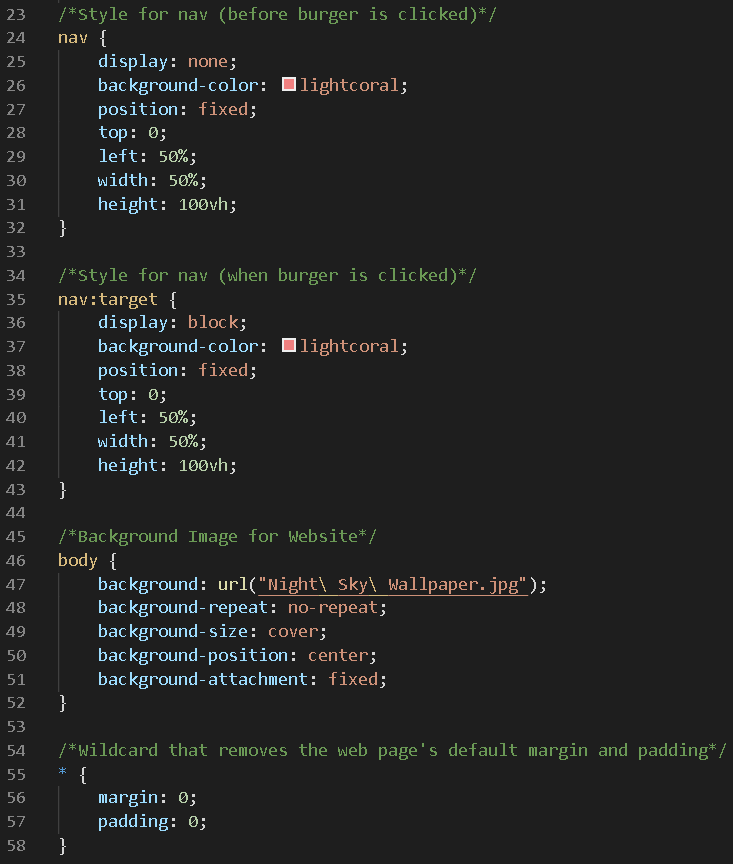 23 /*Style for nav (before burger is clicked)*/
24 nav {
25 display: none;
26 background-color: lightcoral;
27 position: fixed;
28 top: 0;
29 left: 50%;
30 width: 50%;
31 height: 100vh;
32 }
33
34 /*Style for nav (when burger is clicked)*/
35 nav:target {
36 display: block;
37 background-color: lightcoral;
38 position: fixed;
39 top: 0;
40 left: 50%;
41 width: 50%;
42 height: 100vh;
43 }
44
45 /*Background Image for Website*/
46 body {
47 background: url("Night\ Sky\ Wallpaper.jpg");
48 background-repeat: no-repeat;
49 background-size: cover;
50 background-position: center;
51 background-attachment: fixed;
52 }
53
54 /*Wildcard that removes the web page's default margin and padding*/
55 * {
56 margin: 0;
57 padding: 0;
58 }